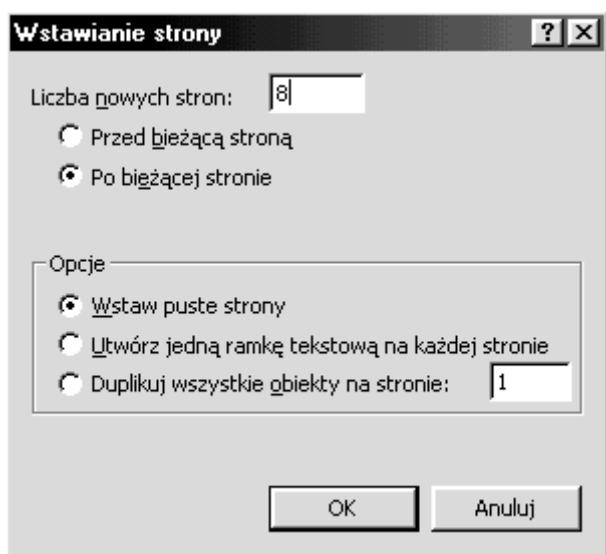 Wstawianie strony
Liczba nowych stron: 8
Przed bieżącą stroną
Po bieżącej stronie
Opcje
Wstaw puste strony
Utwórz jedną ramkę tekstową na każdej stronie
Duplikuj wszystkie obiekty na stronie: 1
OK Anuluj